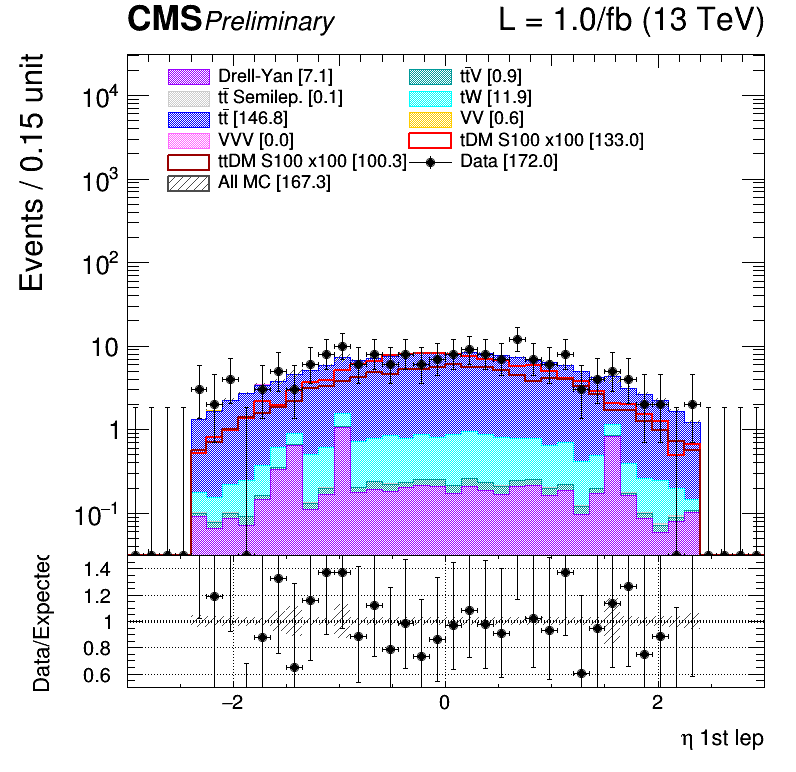 CMS Preliminary L = 1.0/fb (13 TeV)
Events / 0.15 unit
Drell-Yan [7.1] tt̄V [0.9]
tt̄ Semilep. [0.1] tW [11.9]
tt̄ [146.8] VV [0.6]
VVV [0.0] tDM S100 x100 [133.0]
ttDM S100 x100 [100.3] Data [172.0]
All MC [167.3]
10⁴
10³
10²
10
1
10⁻¹
Data/Expected
1.4
1.2
1
0.8
0.6
−2 0 2
η 1st lep